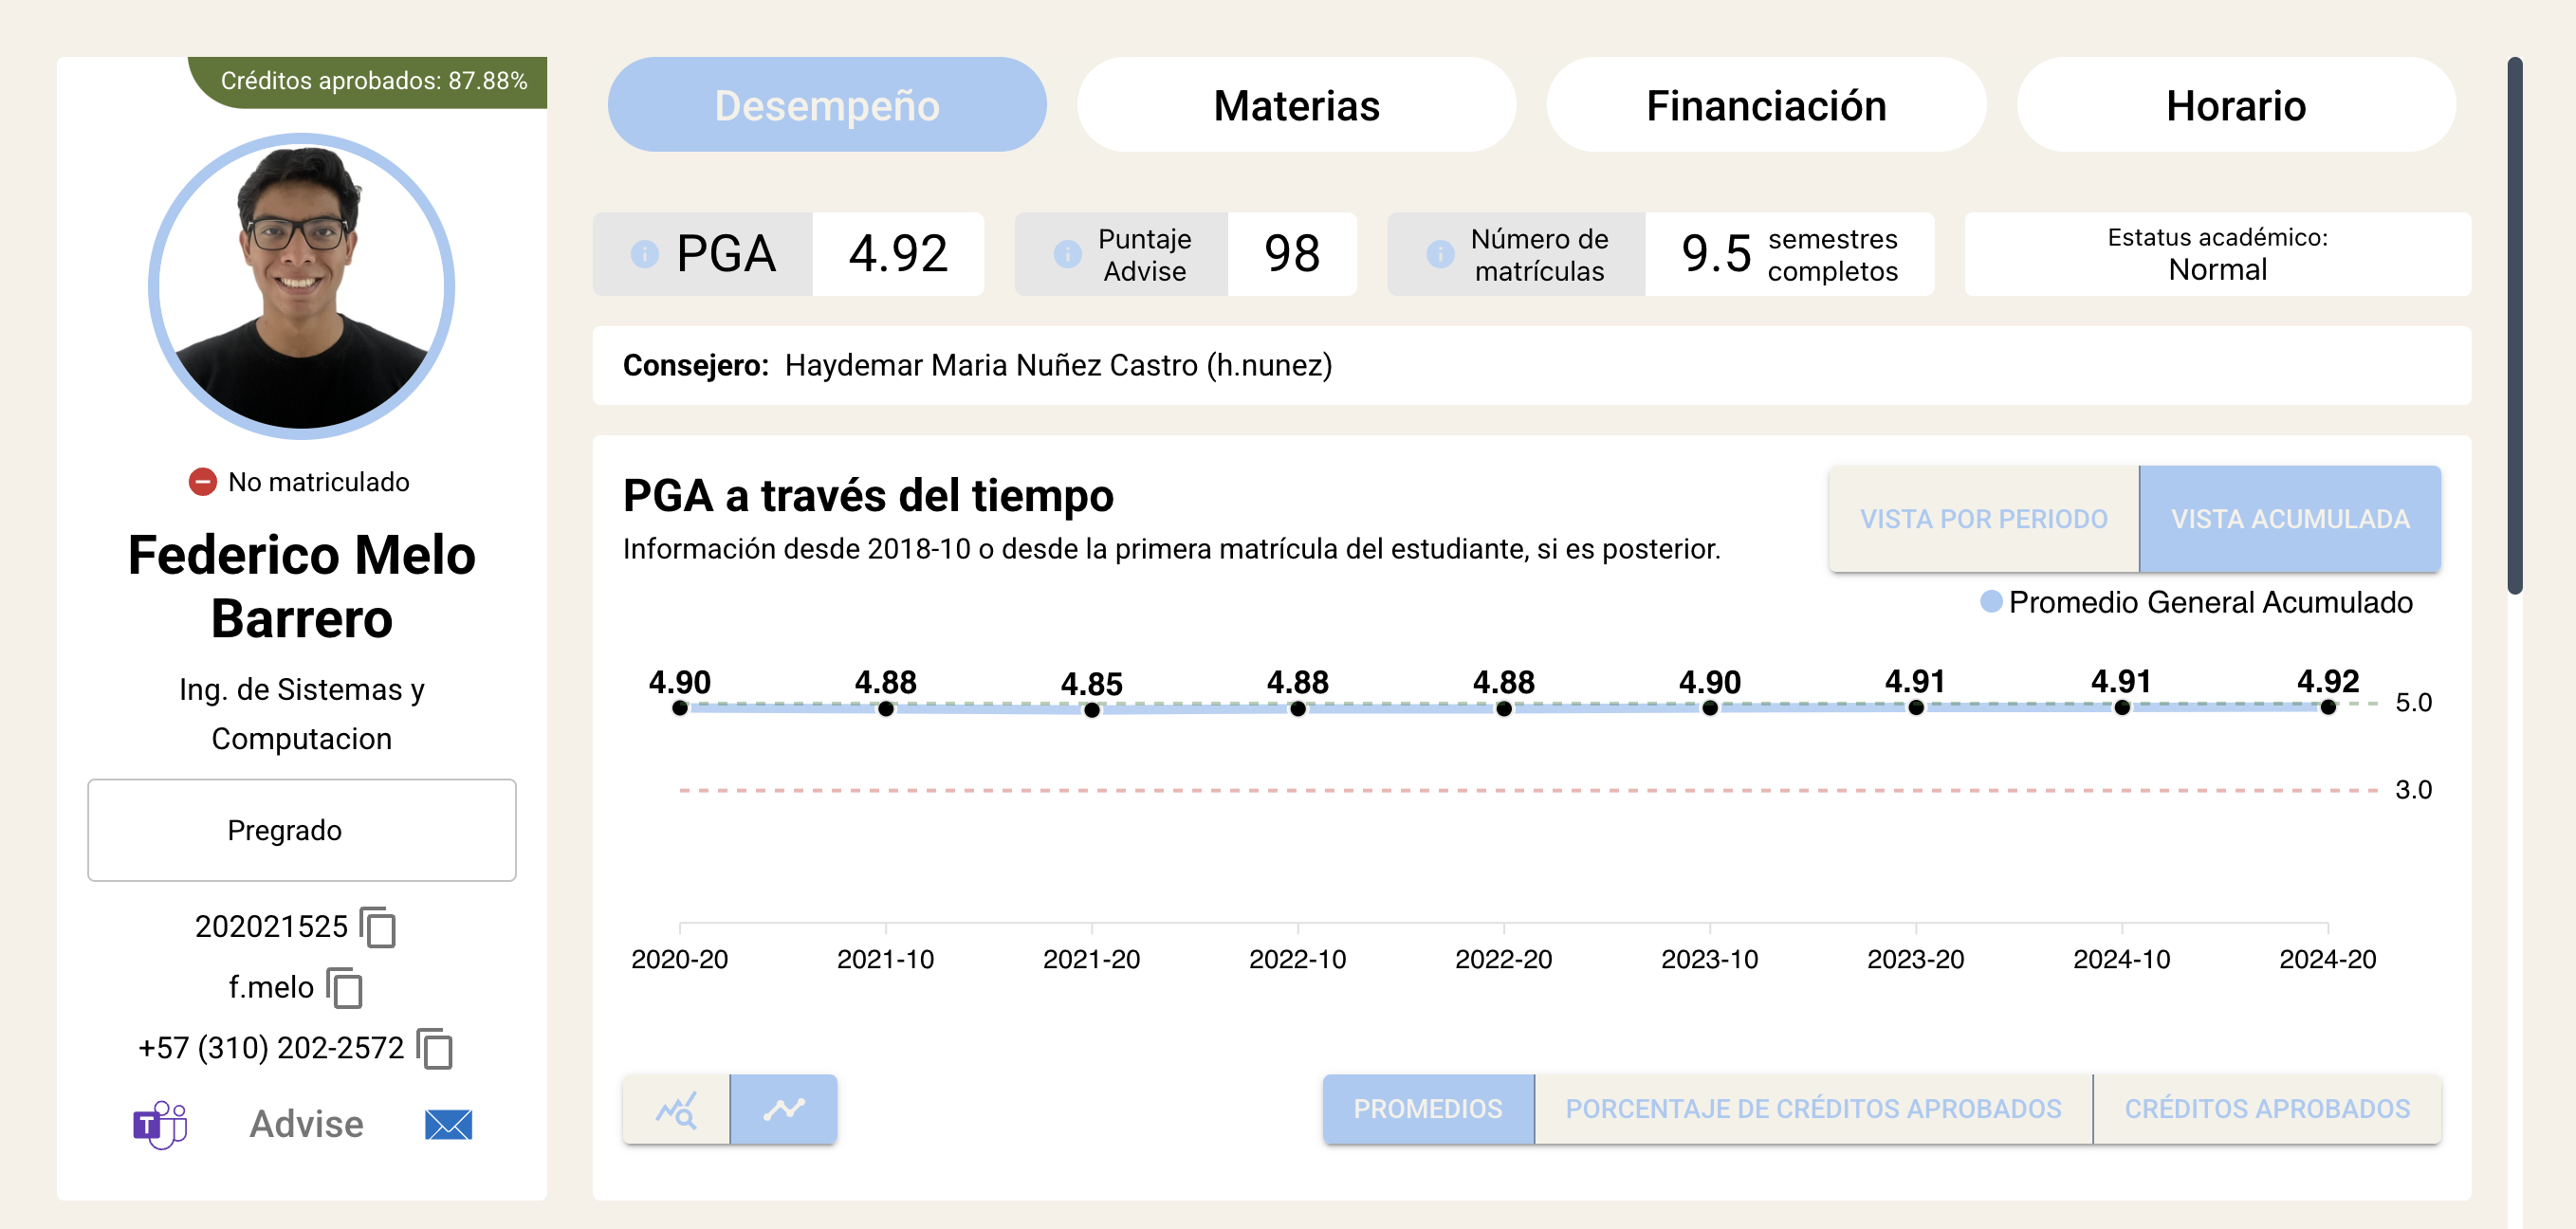 Créditos aprobados: 87.88%
No matriculado
Federico Melo
Barrero
Ing. de Sistemas y
Computacion
Pregrado
202021525
f.melo
+57 (310) 202-2572
T
Advise
Desempeño
Materias
Financiación
Horario
i PGA 4.92
i Puntaje
Advise
98
i Número de
matrículas
9.5 semestres
completos
Estatus académico:
Normal
Consejero: Haydemar Maria Nuñez Castro (h.nunez)
PGA a través del tiempo
Información desde 2018-10 o desde la primera matrícula del estudiante, si es posterior.
VISTA POR PERIODO
VISTA ACUMULADA
Promedio General Acumulado
4.90 4.88 4.85 4.88 4.88 4.90 4.91 4.91 4.92
5.0
3.0
2020-20 2021-10 2021-20 2022-10 2022-20 2023-10 2023-20 2024-10 2024-20
PROMEDIOS
PORCENTAJE DE CRÉDITOS APROBADOS
CRÉDITOS APROBADOS